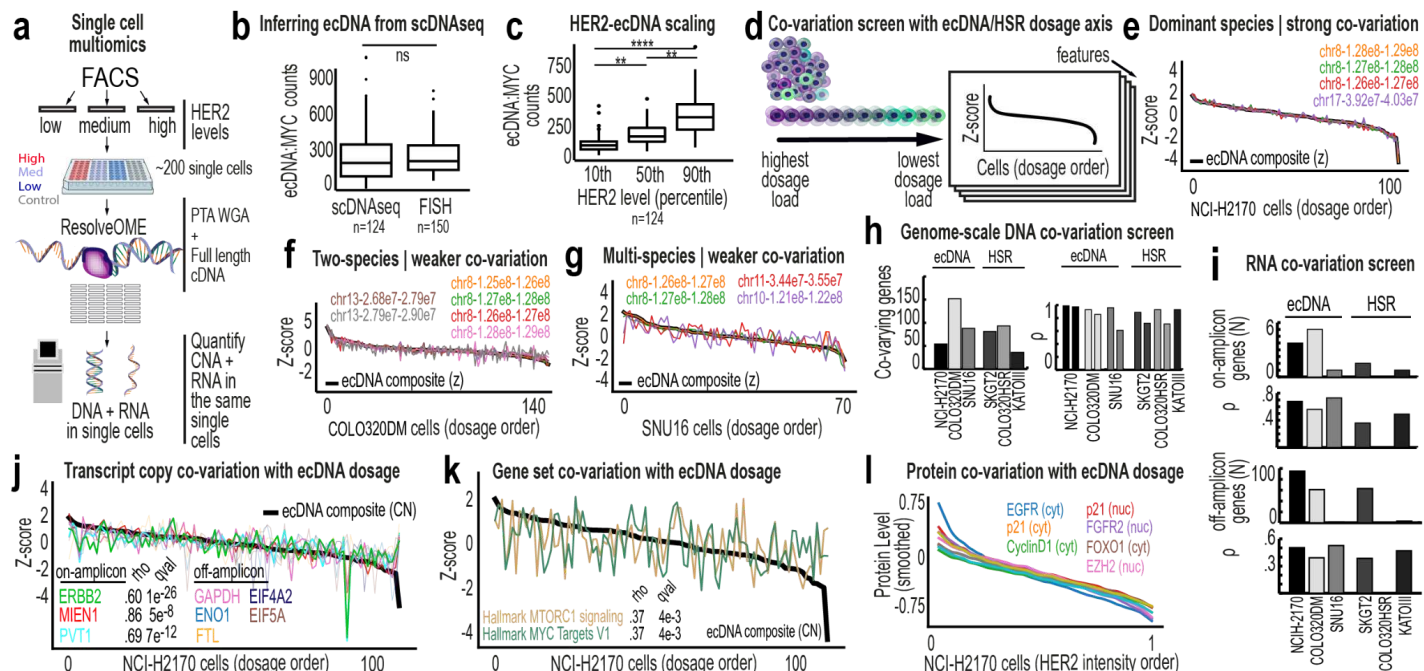 a Single cell
multiomics
FACS
low medium high
HER2
levels
High
Med
Low
Control
~200 single cells
ResolveOME
PTA WGA
+
Full length
cDNA
DNA + RNA
in single cells
Quantify
CNA +
RNA in
the same
single
cells
b Inferring ecDNA from scDNAseq
ns
ecDNA:MYC counts
900
600
300
0
scDNAseq FISH
n=124 n=150
c HER2-ecDNA scaling
****
** **
ecDNA:MYC
counts
750
500
250
0
10th 50th 90th
HER2 level (percentile)
n=124
d Co-variation screen with ecDNA/HSR dosage axis
features
Z-score
Cells (dosage order)
highest
dosage
load
lowest
dosage
load
e Dominant species | strong co-variation
chr8-1.28e8-1.29e8
chr8-1.27e8-1.28e8
chr8-1.26e8-1.27e8
chr17-3.92e7-4.03e7
Z-score
4
2
0
-2
-4
ecDNA composite (z)
0 100
NCI-H2170 cells (dosage order)
f Two-species | weaker co-variation
chr8-1.25e8-1.26e8
chr13-2.68e7-2.79e7 chr8-1.27e8-1.28e8
chr13-2.79e7-2.90e7 chr8-1.26e8-1.27e8
chr8-1.28e8-1.29e8
Z-score
5
2
0
-2
ecDNA composite (z)
0 140
COLO320DM cells (dosage order)
g Multi-species | weaker co-variation
chr8-1.26e8-1.27e8 chr11-3.44e7-3.55e7
chr8-1.27e8-1.28e8 chr10-1.21e8-1.22e8
Z-score
4
2
0
-2
-4
ecDNA composite (z)
0 70
SNU16 cells (dosage order)
h Genome-scale DNA co-variation screen
ecDNA HSR ecDNA HSR
Co-varying genes
150
100
50
0
ρ
1
0
NCI-H2170
COLO320DM
SNU16
SKGT2
COLO320HSR
KATOIII
NCI-H2170
COLO320DM
SNU16
SKGT2
COLO320HSR
KATOIII
i RNA co-variation screen
ecDNA HSR
on-amplicon
genes (N)
6
0
ρ
.8
.4
0
off-amplicon
genes (N)
100
0
ρ
.6
0
NCIH-2170
COLO320DM
SNU16
SKGT2
COLO320HSR
KATOIII
j Transcript copy co-variation with ecDNA dosage
ecDNA composite (CN)
Z-score
4
2
0
-2
-4
on-amplicon rho qval off-amplicon
ERBB2 .60 1e-26 GAPDH EIF4A2
MIEN1 .86 5e-8 ENO1 EIF5A
PVT1 .69 7e-12 FTL
0 100
NCI-H2170 cells (dosage order)
k Gene set co-variation with ecDNA dosage
Z-score
2
0
-2
-4
rho qval
Hallmark MTORC1 signaling .37 4e-3
Hallmark MYC Targets V1 .37 4e-3
ecDNA composite (CN)
0 100
NCI-H2170 cells (dosage order)
l Protein co-variation with ecDNA dosage
Protein Level
(smoothed)
0.75
0
-0.75
EGFR (cyt) p21 (nuc)
p21 (cyt) FGFR2 (nuc)
CyclinD1 (cyt) FOXO1 (cyt)
EZH2 (nuc)
0 1
NCI-H2170 cells (HER2 intensity order)